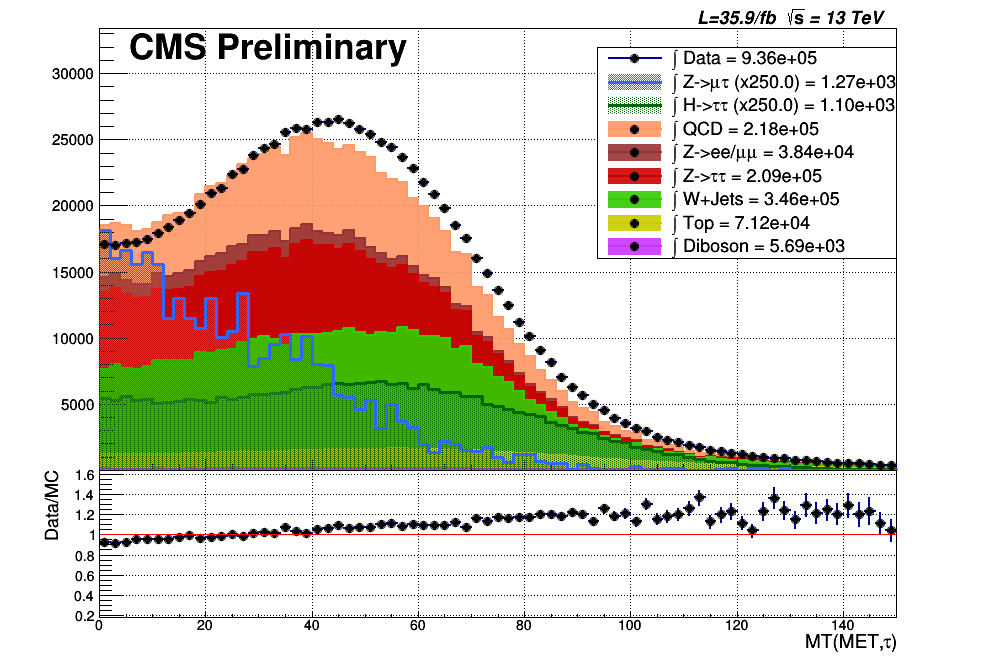 L=35.9/fb √s = 13 TeV
CMS Preliminary
∫ Data = 9.36e+05
∫ Z->μτ (x250.0) = 1.27e+03
∫ H->ττ (x250.0) = 1.10e+03
∫ QCD = 2.18e+05
∫ Z->ee/μμ = 3.84e+04
∫ Z->ττ = 2.09e+05
∫ W+Jets = 3.46e+05
∫ Top = 7.12e+04
∫ Diboson = 5.69e+03
30000
25000
20000
15000
10000
5000
Data/MC
1.6
1.4
1.2
1
0.8
0.6
0.4
0.2
0 20 40 60 80 100 120 140
MT(MET,τ)